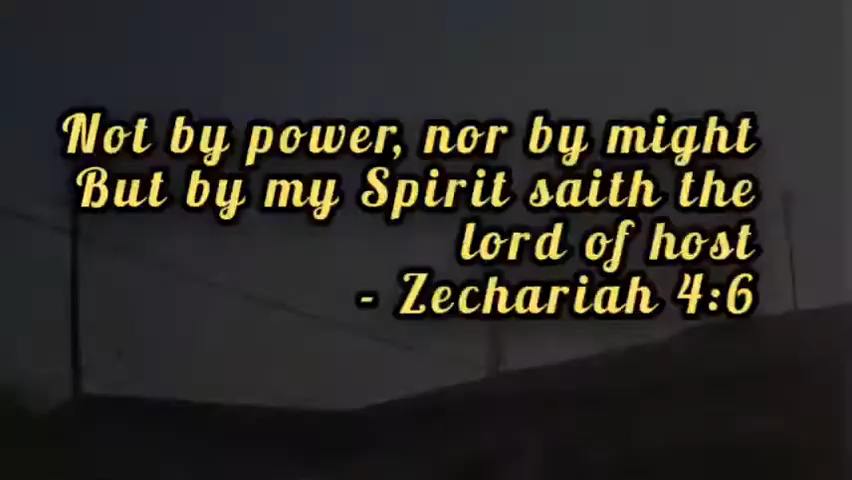 Not by power, nor by might
But by my Spirit saith the
lord of host
- Zechariah 4:6